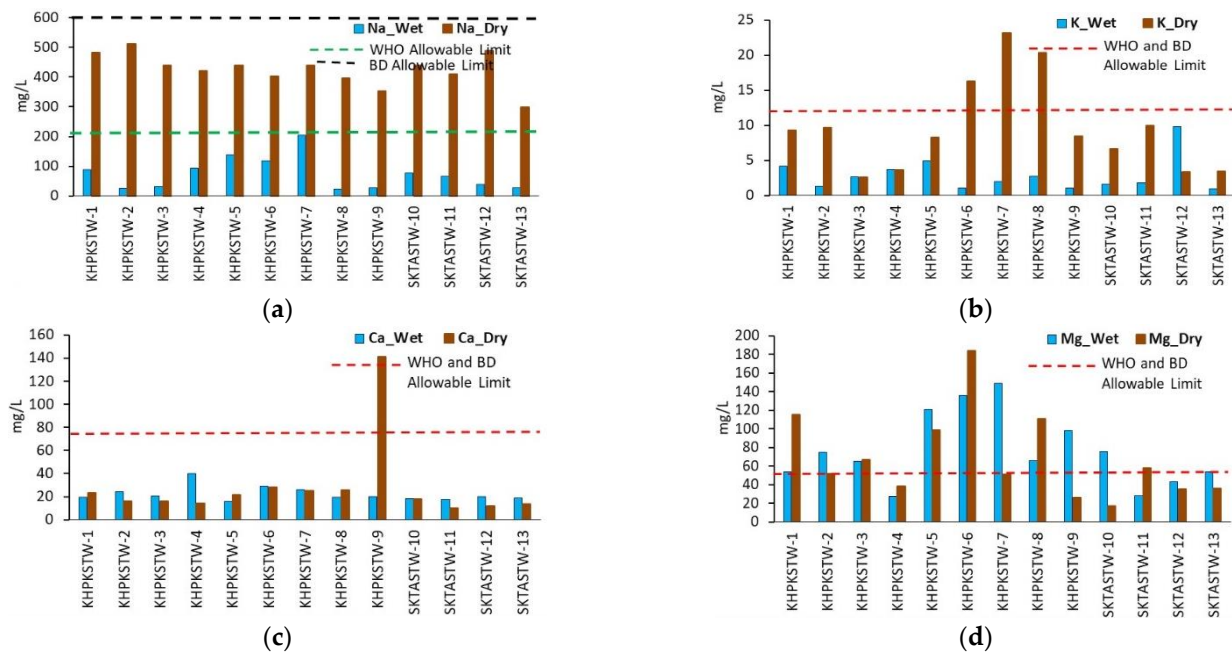 Na_Wet Na_Dry
WHO Allowable Limit
BD Allowable Limit
mg/L
600
500
400
300
200
100
0
KHPKSTW-1
KHPKSTW-2
KHPKSTW-3
KHPKSTW-4
KHPKSTW-5
KHPKSTW-6
KHPKSTW-7
KHPKSTW-8
KHPKSTW-9
SKTASTW-10
SKTASTW-11
SKTASTW-12
SKTASTW-13
(a)
K_Wet K_Dry
WHO and BD
Allowable Limit
mg/L
25
20
15
10
5
0
KHPKSTW-1
KHPKSTW-2
KHPKSTW-3
KHPKSTW-4
KHPKSTW-5
KHPKSTW-6
KHPKSTW-7
KHPKSTW-8
KHPKSTW-9
SKTASTW-10
SKTASTW-11
SKTASTW-12
SKTASTW-13
(b)
Ca_Wet Ca_Dry
WHO and BD
Allowable Limit
mg/L
160
140
120
100
80
60
40
20
0
KHPKSTW-1
KHPKSTW-2
KHPKSTW-3
KHPKSTW-4
KHPKSTW-5
KHPKSTW-6
KHPKSTW-7
KHPKSTW-8
KHPKSTW-9
SKTASTW-10
SKTASTW-11
SKTASTW-12
SKTASTW-13
(c)
Mg_Wet Mg_Dry
WHO and BD
Allowable Limit
mg/L
200
180
160
140
120
100
80
60
40
20
0
KHPKSTW-1
KHPKSTW-2
KHPKSTW-3
KHPKSTW-4
KHPKSTW-5
KHPKSTW-6
KHPKSTW-7
KHPKSTW-8
KHPKSTW-9
SKTASTW-10
SKTASTW-11
SKTASTW-12
SKTASTW-13
(d)